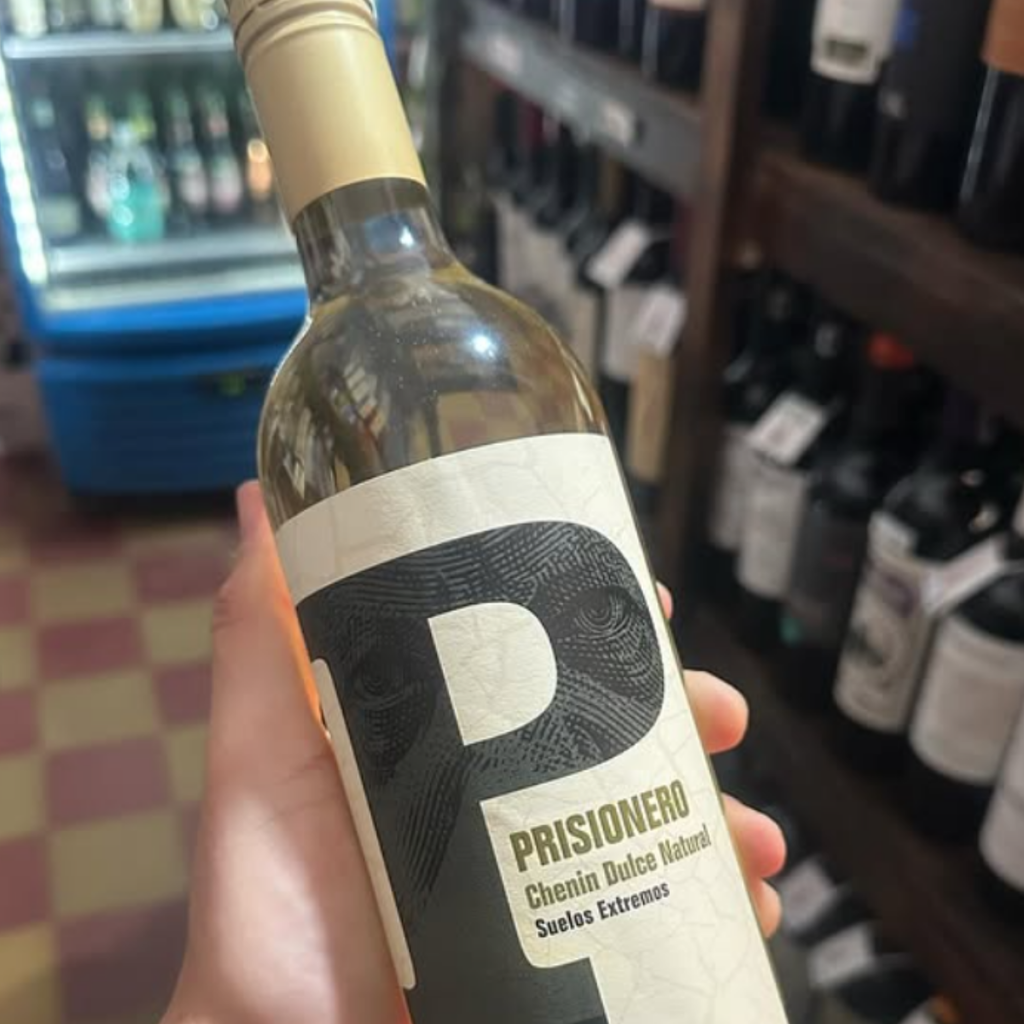 P
PRISIONERO
Chenin Dulce Natural
Suelos Extremos